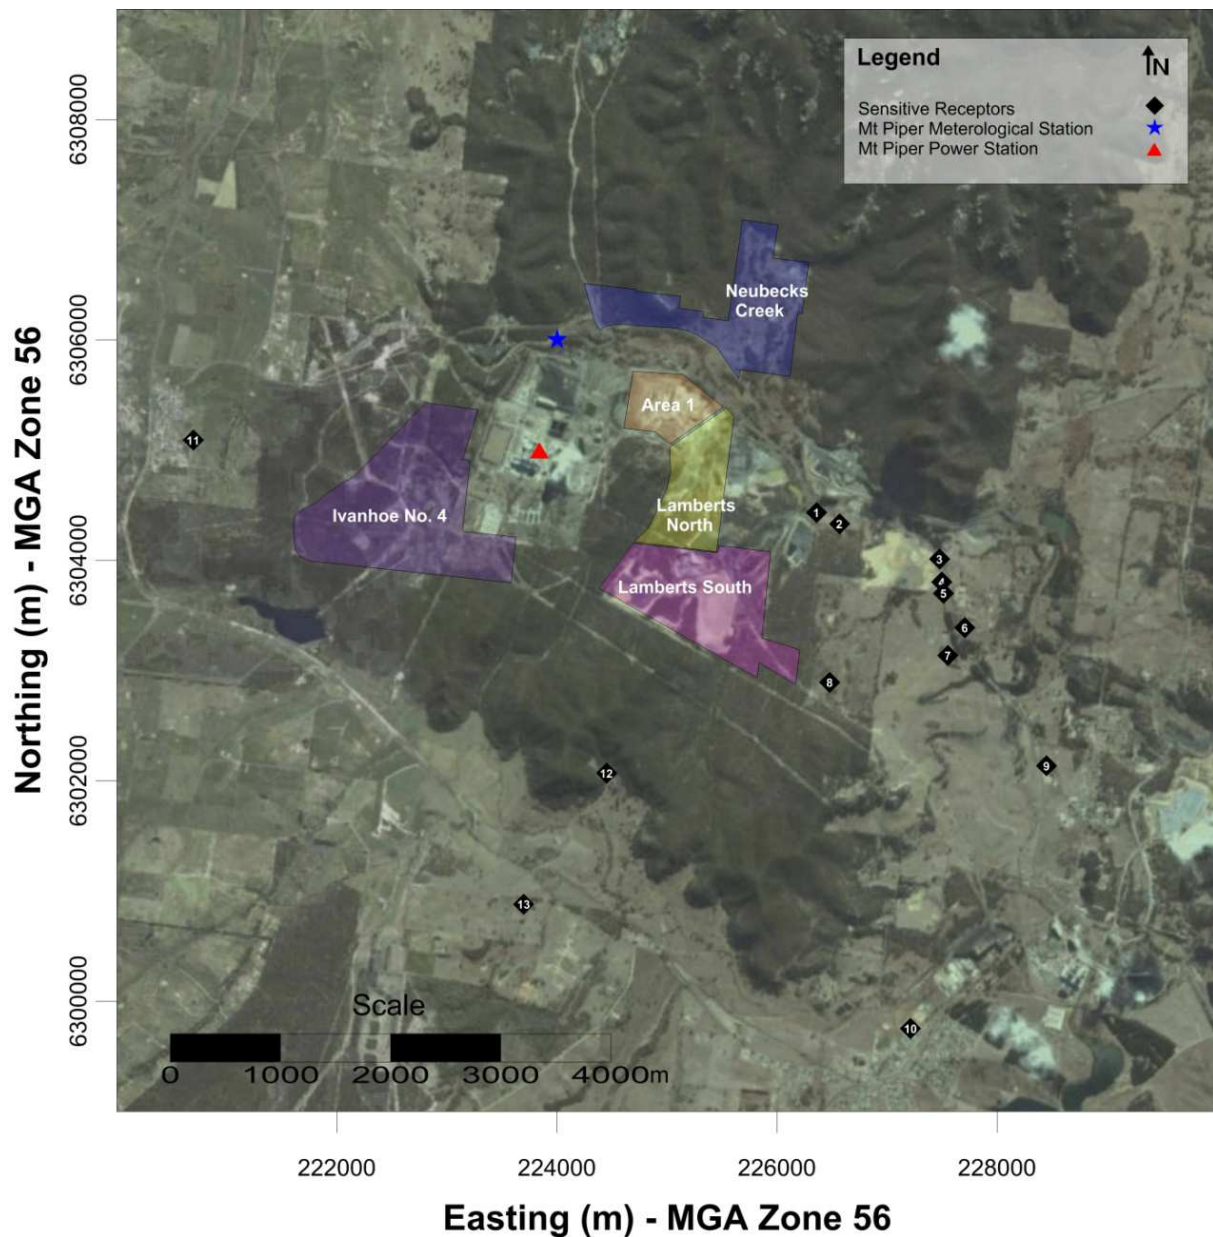 Legend
N
Sensitive Receptors
Mt Piper Meterological Station
Mt Piper Power Station
6308000
6306000
6304000
6302000
6300000
Northing (m) - MGA Zone 56
Neubecks
Creek
Area 1
Ivanhoe No. 4
Lamberts
North
Lamberts South
11
1
2
3
4
5
6
7
8
9
12
13
10
Scale
0 1000 2000 3000 4000m
222000 224000 226000 228000
Easting (m) - MGA Zone 56